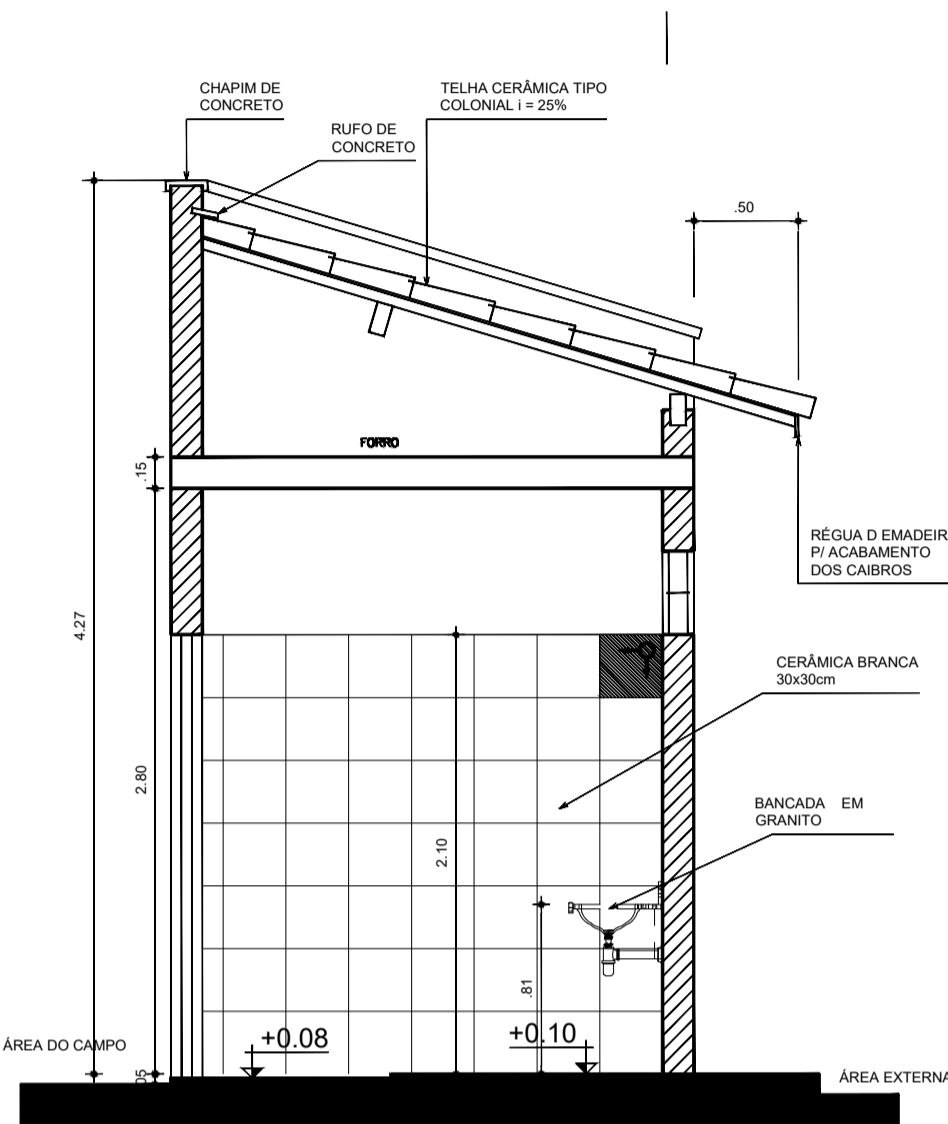 CHAPIM DE
CONCRETO
TELHA CERÂMICA TIPO
COLONIAL i = 25%
RUFO DE
CONCRETO
.50
FORRO
.15
RÉGUA D EMADEIR
P/ ACABAMENTO
DOS CAIBROS
4.27
CERÂMICA BRANCA
30x30cm
2.80
BANCADA EM
GRANITO
2.10
.81
+0.08
+0.10
ÁREA DO CAMPO
05
ÁREA EXTERNA